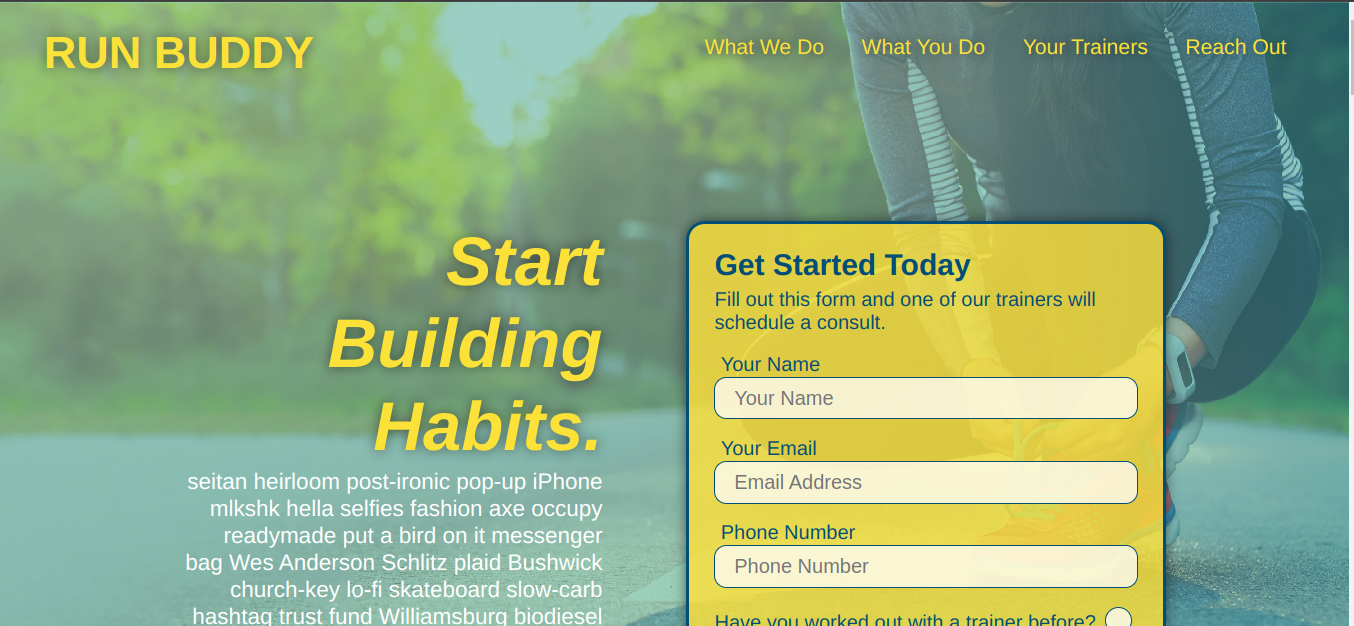 RUN BUDDY
What We Do
What You Do
Your Trainers
Reach Out
Start
Building
Habits.
seitan heirloom post-ironic pop-up iPhone
mlkshk hella selfies fashion axe occupy
readymade put a bird on it messenger
bag Wes Anderson Schlitz plaid Bushwick
church-key lo-fi skateboard slow-carb
hashtag trust fund Williamsburg biodiesel
Get Started Today
Fill out this form and one of our trainers will
schedule a consult.
Your Name
Your Name
Your Email
Email Address
Phone Number
Phone Number
Have you worked out with a trainer before?